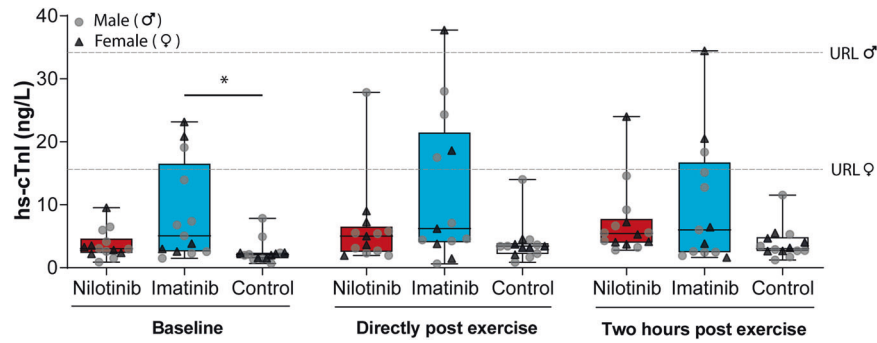 Male (♂)
Female (♀)
hs-cTnI (ng/L)
40
30
20
10
0
*
URL ♂
URL ♀
Nilotinib Imatinib Control Nilotinib Imatinib Control Nilotinib Imatinib Control
Baseline Directly post exercise Two hours post exercise